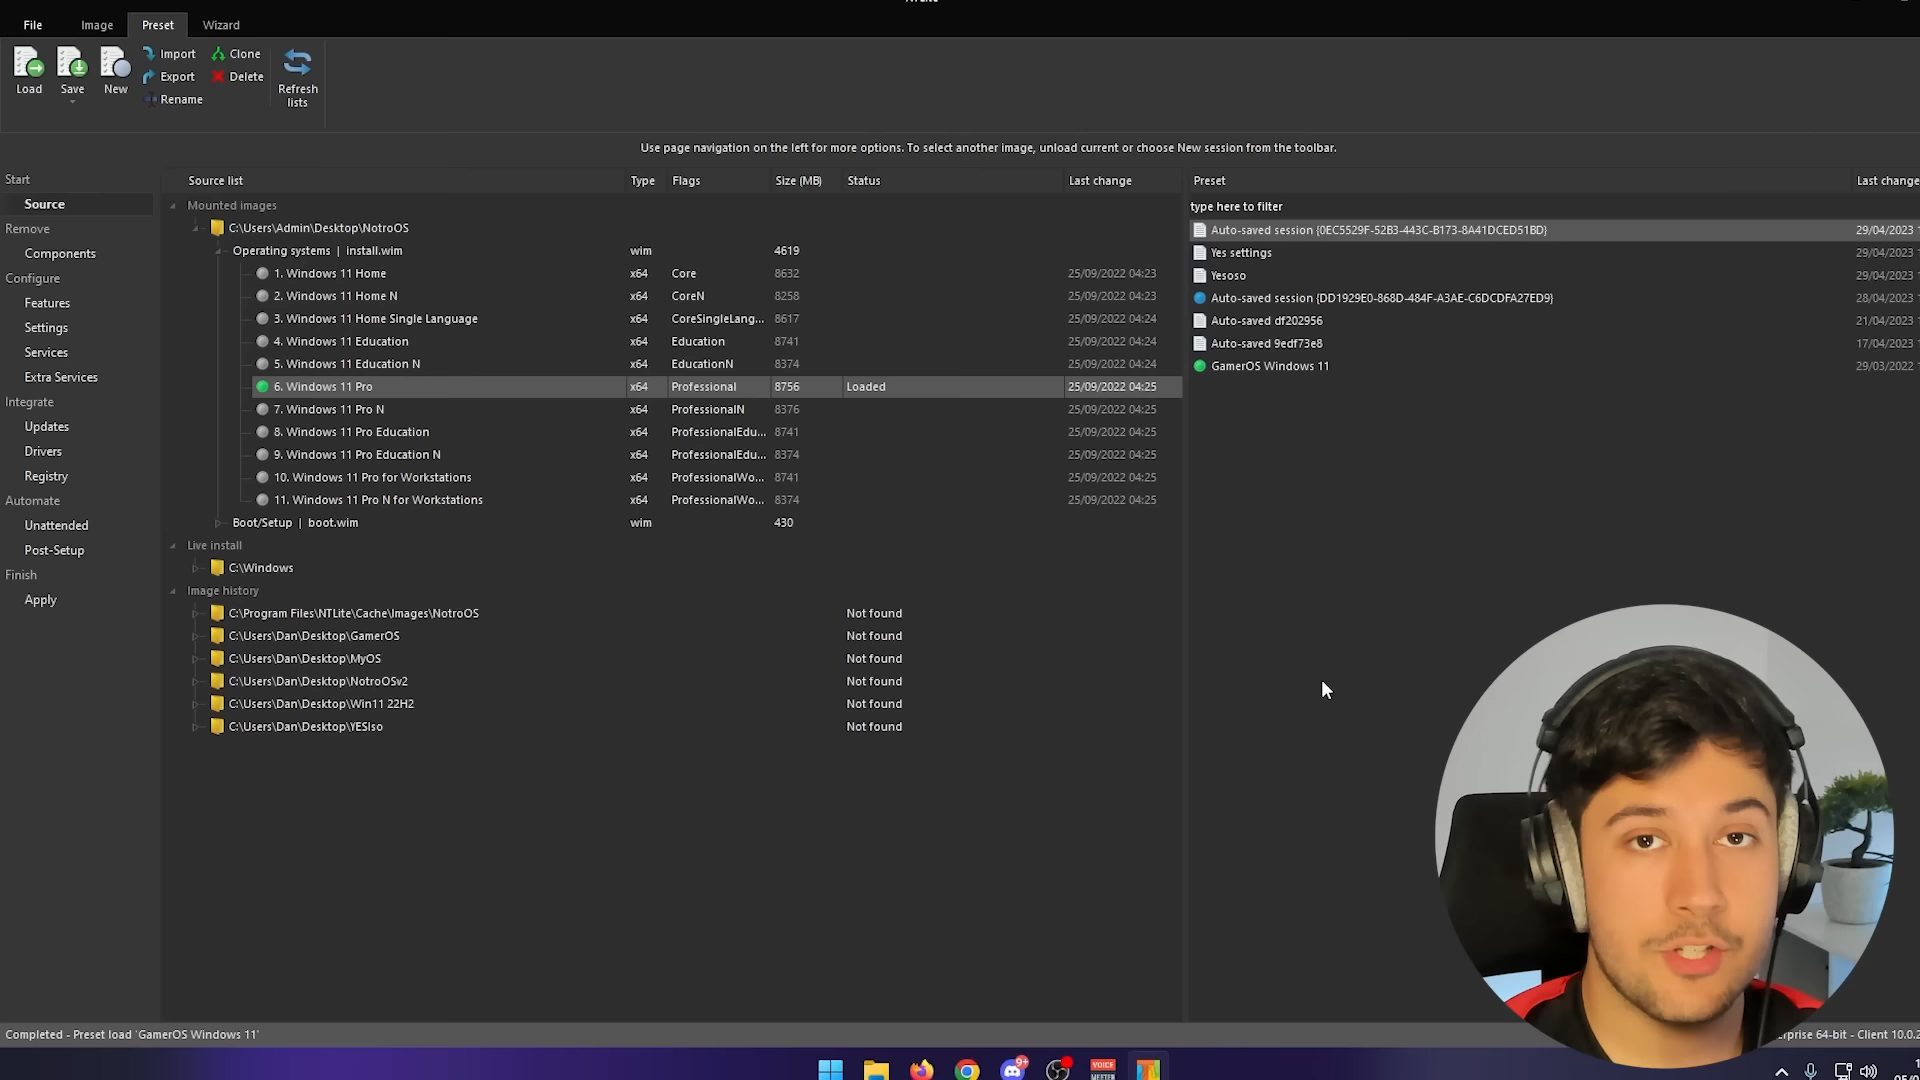 File Image Preset Wizard
Load Save New Import Export Rename Clone Delete Refresh lists
Use page navigation on the left for more options. To select another image, unload current or choose New session from the toolbar.
Start
Source
Remove
Components
Configure
Features
Settings
Services
Extra Services
Integrate
Updates
Drivers
Registry
Automate
Unattended
Post-Setup
Finish
Apply
Source list Type Flags Size (MB) Status Last change
Mounted images
C:\Users\Admin\Desktop\NotroOS
Operating systems | install.wim wim 4619
1. Windows 11 Home x64 Core 8632 25/09/2022 04:23
2. Windows 11 Home N x64 CoreN 8258 25/09/2022 04:23
3. Windows 11 Home Single Language x64 CoreSingleLang... 8617 25/09/2022 04:24
4. Windows 11 Education x64 Education 8741 25/09/2022 04:24
5. Windows 11 Education N x64 EducationN 8374 25/09/2022 04:24
6. Windows 11 Pro x64 Professional 8756 Loaded 25/09/2022 04:25
7. Windows 11 Pro N x64 ProfessionalN 8376 25/09/2022 04:25
8. Windows 11 Pro Education x64 ProfessionalEdu... 8741 25/09/2022 04:25
9. Windows 11 Pro Education N x64 ProfessionalEdu... 8374 25/09/2022 04:25
10. Windows 11 Pro for Workstations x64 ProfessionalWo... 8741 25/09/2022 04:25
11. Windows 11 Pro N for Workstations x64 ProfessionalWo... 8374 25/09/2022 04:25
Boot/Setup | boot.wim wim 430
Live install
C:\Windows
Image history
C:\Program Files\NTLite\Cache\Images\NotroOS Not found
C:\Users\Dan\Desktop\GamerOS Not found
C:\Users\Dan\Desktop\MyOS Not found
C:\Users\Dan\Desktop\NotroOSv2 Not found
C:\Users\Dan\Desktop\Win11 22H2 Not found
C:\Users\Dan\Desktop\YESIso Not found
Preset Last change
type here to filter
Auto-saved session {0EC5529F-52B3-443C-B173-8A41DCED51BD} 29/04/2023
Yes settings 29/04/2023
Yesoso 29/04/2023
Auto-saved session {DD1929E0-868D-484F-A3AE-C6DCDFA27ED9} 28/04/2023
Auto-saved df202956 21/04/2023
Auto-saved 9edf73e8 17/04/2023
GamerOS Windows 11 29/03/2022
Completed - Preset load 'GamerOS Windows 11'
erprise 64-bit - Client 10.0.2
9+
VOICE
MEETER